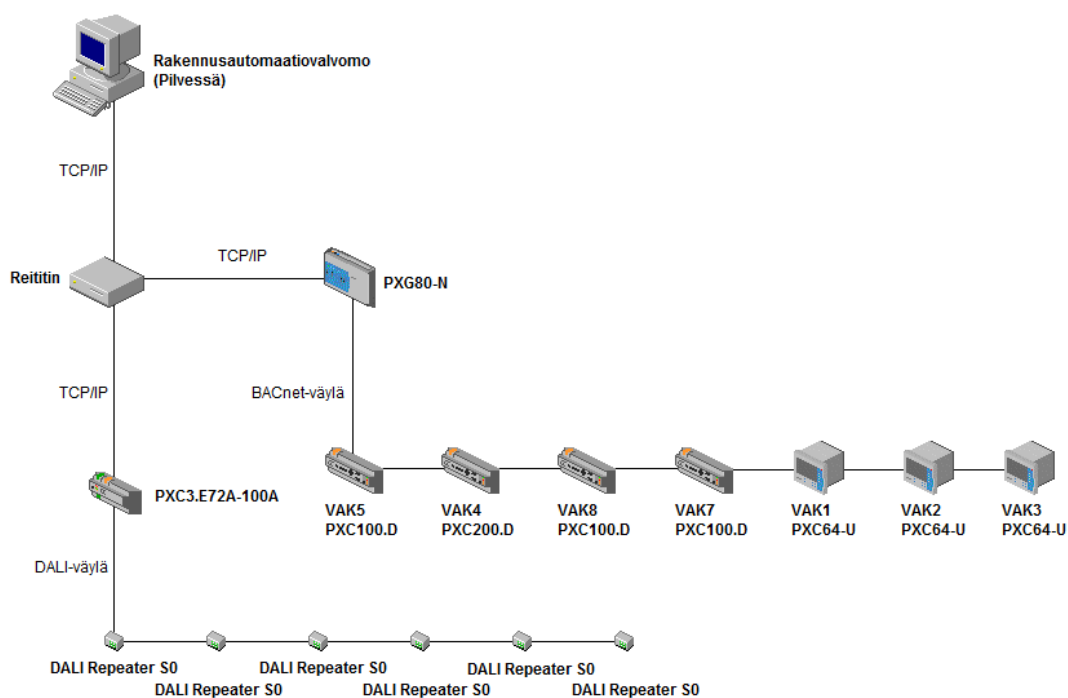 Rakennusautomaatiovalvomo
(Pilvessä)
TCP/IP
TCP/IP
Reititin
PXG80-N
TCP/IP
BACnet-väylä
PXC3.E72A-100A
VAK5
PXC100.D
VAK4
PXC200.D
VAK8
PXC100.D
VAK7
PXC100.D
VAK1
PXC64-U
VAK2
PXC64-U
VAK3
PXC64-U
DALI-väylä
DALI Repeater S0
DALI Repeater S0
DALI Repeater S0
DALI Repeater S0
DALI Repeater S0
DALI Repeater S0